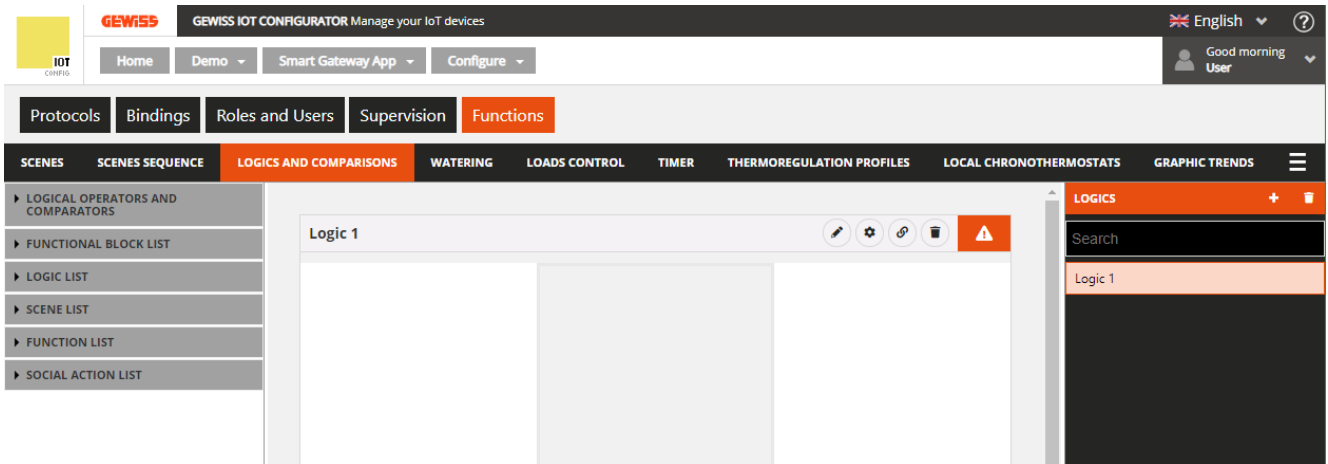 GEWISS
GEWISS IOT CONFIGURATOR Manage your IoT devices
English
?
IOT
CONFIG
Home
Demo
Smart Gateway App
Configure
Good morning
User
Protocols
Bindings
Roles and Users
Supervision
Functions
SCENES
SCENES SEQUENCE
LOGICS AND COMPARISONS
WATERING
LOADS CONTROL
TIMER
THERMOREGULATION PROFILES
LOCAL CHRONOTHERMOSTATS
GRAPHIC TRENDS
LOGICAL OPERATORS AND
COMPARATORS
FUNCTIONAL BLOCK LIST
LOGIC LIST
SCENE LIST
FUNCTION LIST
SOCIAL ACTION LIST
Logic 1
LOGICS
Search
Logic 1